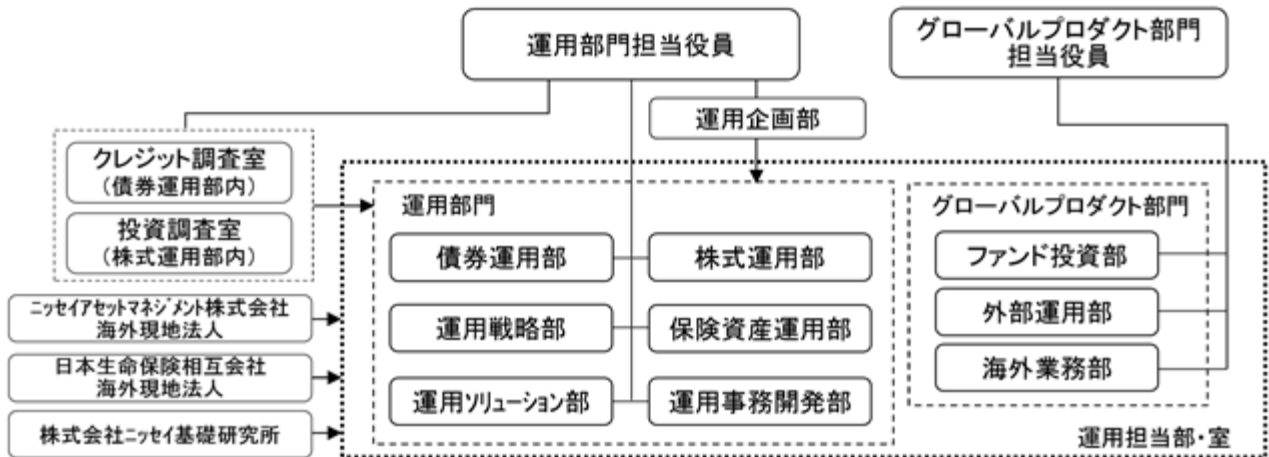 運用部門担当役員
グローバルプロダクト部門
担当役員
運用企画部
クレジット調査室
（債券運用部内）
投資調査室
（株式運用部内）
運用部門
債券運用部
株式運用部
運用戦略部
保険資産運用部
運用ソリューション部
運用事務開発部
グローバルプロダクト部門
ファンド投資部
外部運用部
海外業務部
ニッセイアセットマネジメント株式会社
海外現地法人
日本生命保険相互会社
海外現地法人
株式会社ニッセイ基礎研究所
運用担当部・室